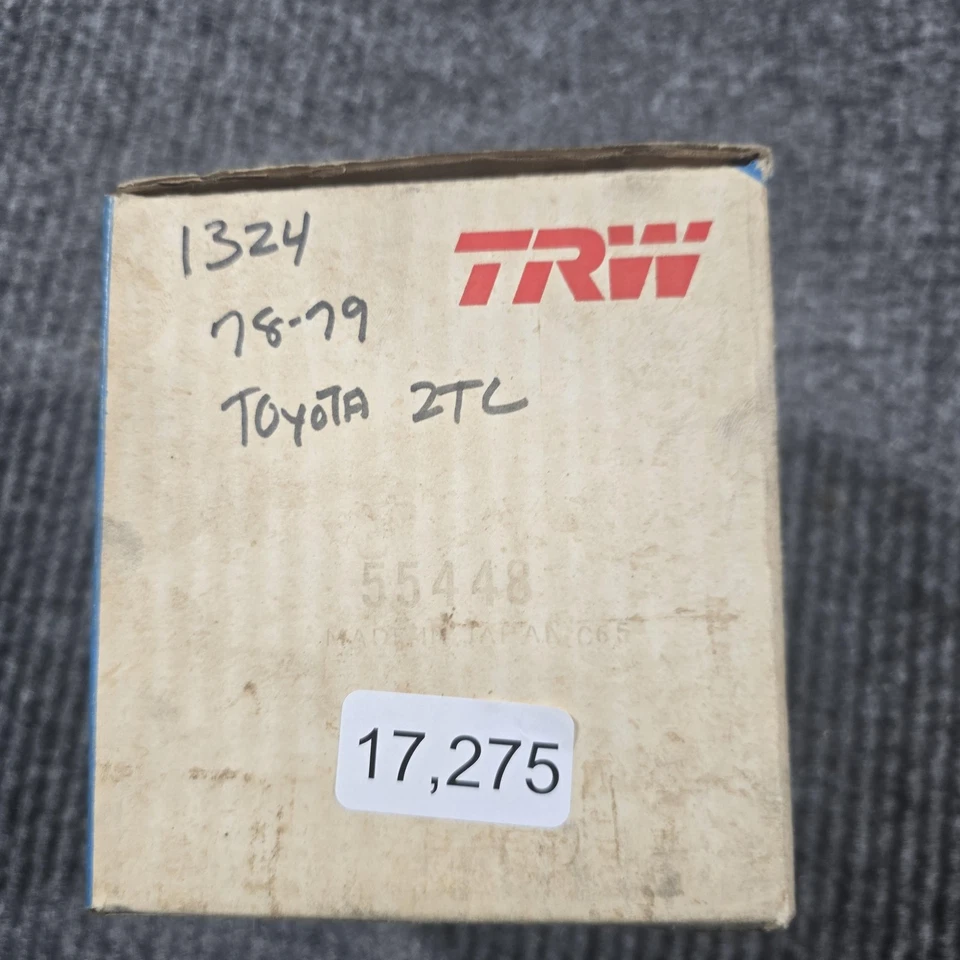 1324
TRW
78-79
TOYOTA 2TC
55448
MADE IN JAPAN C65
17,275